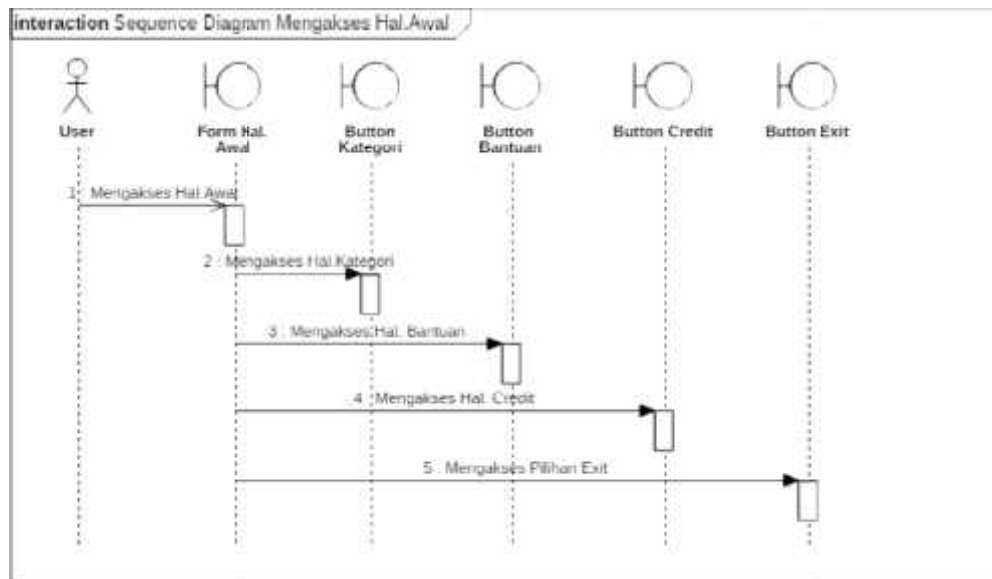 interaction Sequence Diagram Mengakses Hal.Awal
User
Form Hal.
Awal
Button
Kategori
Button
Bantuan
Button Credit
Button Exit
1 : Mengakses Hal Awal
2 : Mengakses Hal.Kategori
3 : Mengakses Hal. Bantuan
4 : Mengakses Hal. Credit
5 : Mengakses Pilihan Exit